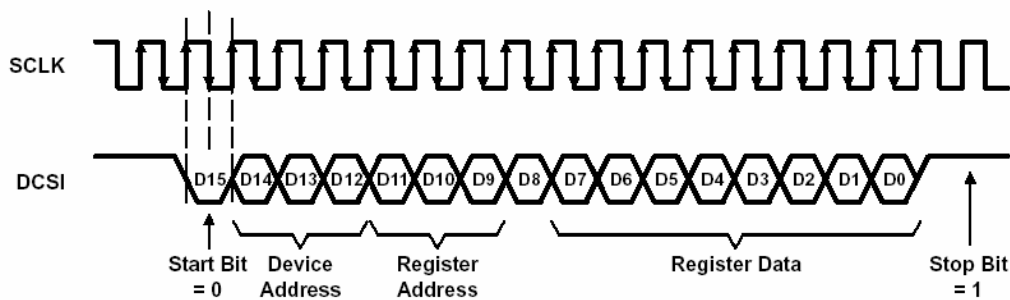 SCLK
DCSI
D15 D14 D13 D12 D11 D10 D9 D8 D7 D6 D5 D4 D3 D2 D1 D0
Start Bit
= 0
Device
Address
Register
Address
Register Data
Stop Bit
= 1